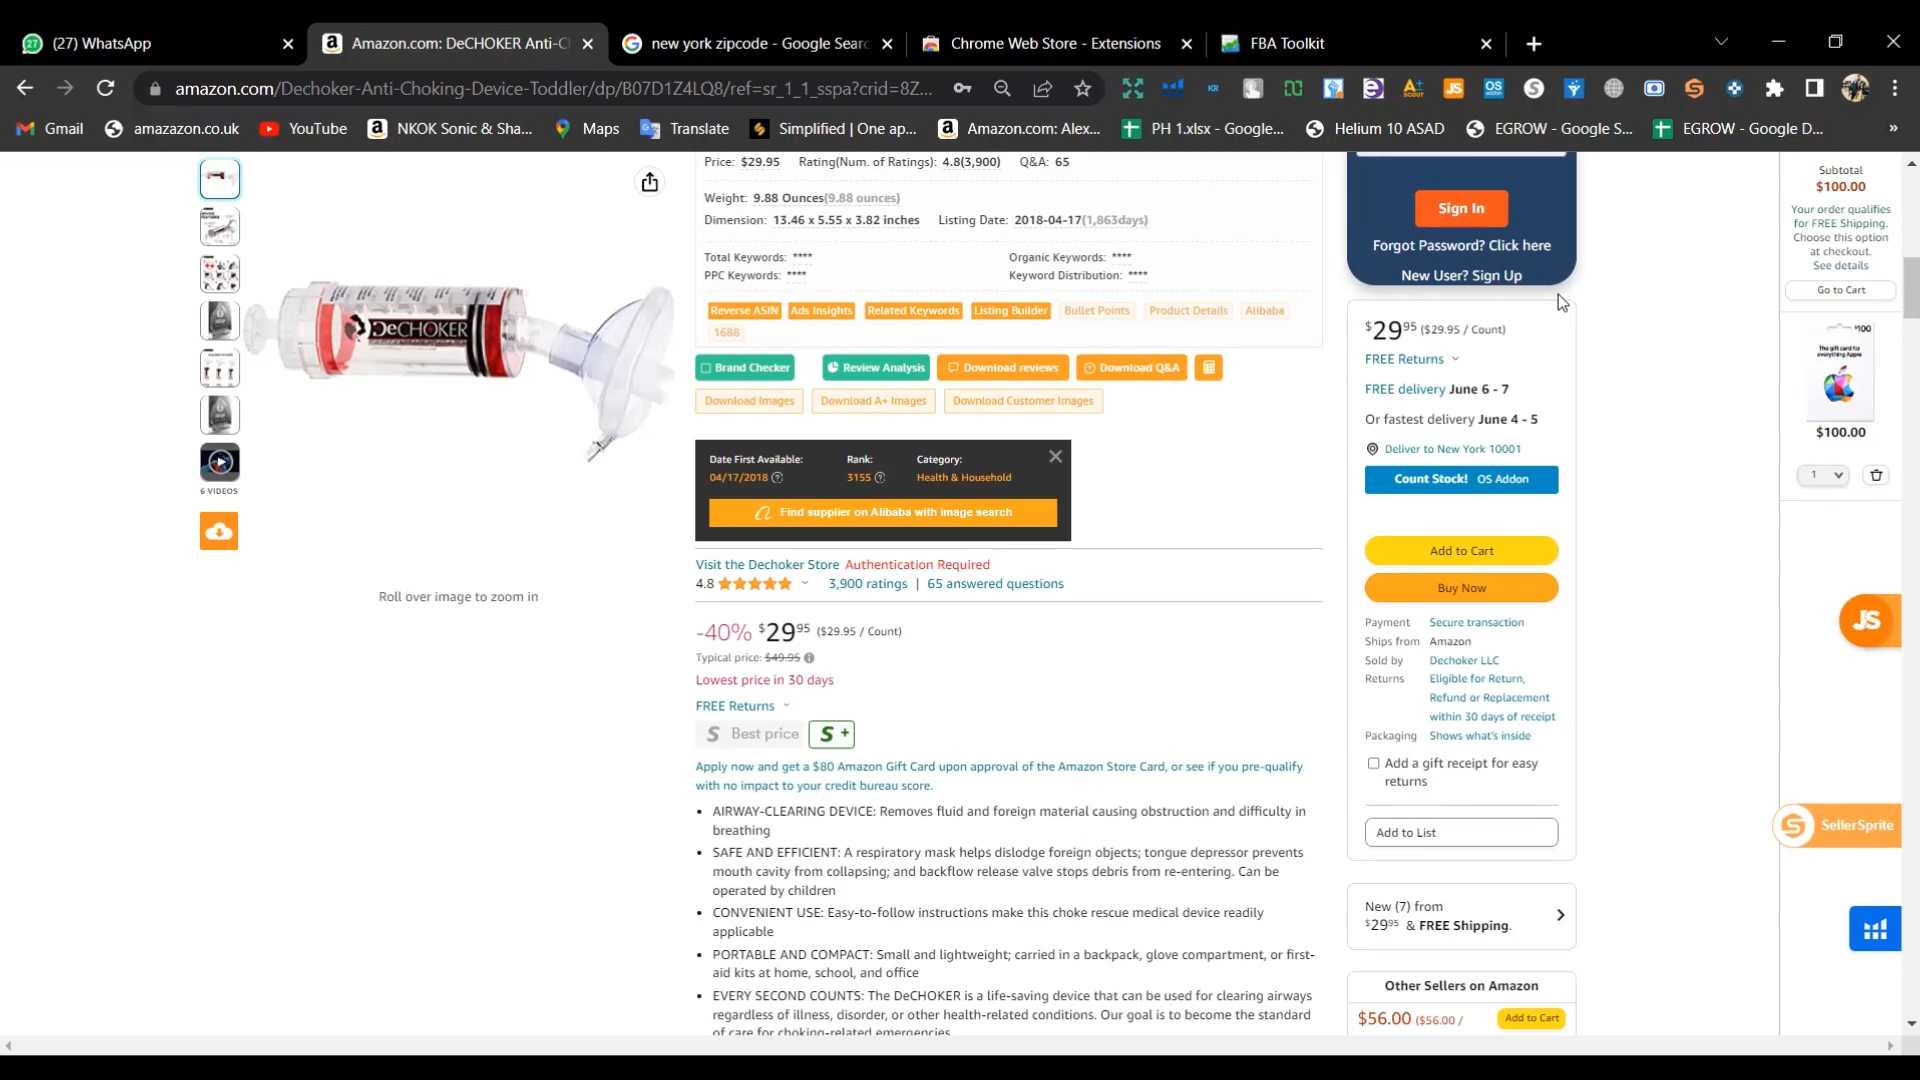 (27) WhatsApp
Amazon.com: DeCHOKER Anti-C
new york zipcode - Google Searc
Chrome Web Store - Extensions
FBA Toolkit
amazon.com/Dechoker-Anti-Choking-Device-Toddler/dp/B07D1Z4LQ8/ref=sr_1_1_sspa?crid=8Z...
Gmail
amazazon.co.uk
YouTube
NKOK Sonic & Sha...
Maps
Translate
Simplified | One ap...
Amazon.com: Alex...
PH 1.xlsx - Google...
Helium 10 ASAD
EGROW - Google S...
EGROW - Google D...
»
6 VIDEOS
DeCHOKER
Roll over image to zoom in
Price: $29.95 Rating(Num. of Ratings): 4.8(3,900) Q&A: 65
Weight: 9.88 Ounces(9.88 ounces)
Dimension: 13.46 x 5.55 x 3.82 inches Listing Date: 2018-04-17(1,863days)
Total Keywords: **** Organic Keywords: ****
PPC Keywords: **** Keyword Distribution: ****
Reverse ASIN Ads Insights Related Keywords Listing Builder Bullet Points Product Details Alibaba
1688
Brand Checker Review Analysis Download reviews Download Q&A
Download Images Download A+ Images Download Customer Images
Date First Available: Rank: Category:
04/17/2018 3155 Health & Household
Find supplier on Alibaba with image search
Visit the Dechoker Store Authentication Required
4.8 3,900 ratings | 65 answered questions
-40% $2995 ($29.95 / Count)
Typical price: $49.95
Lowest price in 30 days
FREE Returns
S Best price S +
Apply now and get a $80 Amazon Gift Card upon approval of the Amazon Store Card, or see if you pre-qualify
with no impact to your credit bureau score.
• AIRWAY-CLEARING DEVICE: Removes fluid and foreign material causing obstruction and difficulty in
breathing
• SAFE AND EFFICIENT: A respiratory mask helps dislodge foreign objects; tongue depressor prevents
mouth cavity from collapsing; and backflow release valve stops debris from re-entering. Can be
operated by children
• CONVENIENT USE: Easy-to-follow instructions make this choke rescue medical device readily
applicable
• PORTABLE AND COMPACT: Small and lightweight; carried in a backpack, glove compartment, or first-
aid kits at home, school, and office
• EVERY SECOND COUNTS: The DeCHOKER is a life-saving device that can be used for clearing airways
regardless of illness, disorder, or other health-related conditions. Our goal is to become the standard
of care for choking-related emergencies
Sign In
Forgot Password? Click here
New User? Sign Up
$2995 ($29.95 / Count)
FREE Returns
FREE delivery June 6 - 7
Or fastest delivery June 4 - 5
Deliver to New York 10001
Count Stock! OS Addon
Add to Cart
Buy Now
Payment Secure transaction
Ships from Amazon
Sold by Dechoker LLC
Returns Eligible for Return,
Refund or Replacement
within 30 days of receipt
Packaging Shows what's inside
Add a gift receipt for easy
returns
Add to List
New (7) from
$2995 & FREE Shipping.
Other Sellers on Amazon
$56.00 ($56.00 / Add to Cart
Subtotal
$100.00
Your order qualifies
for FREE Shipping.
Choose this option
at checkout.
See details
Go to Cart
$100
The gift card for
everything Apple
$100.00
1
JS
SellerSprite